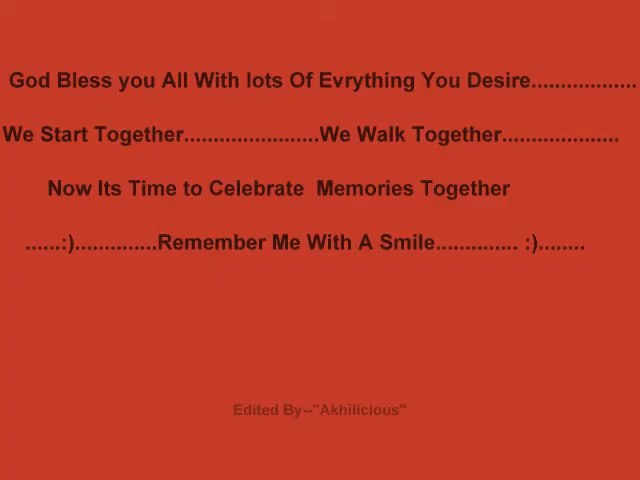 God Bless you All With lots Of Evrything You Desire..................
We Start Together.......................We Walk Together....................
Now Its Time to Celebrate  Memories Together
......:)..............Remember Me With A Smile.............. :)........
Edited By--"Akhilicious"